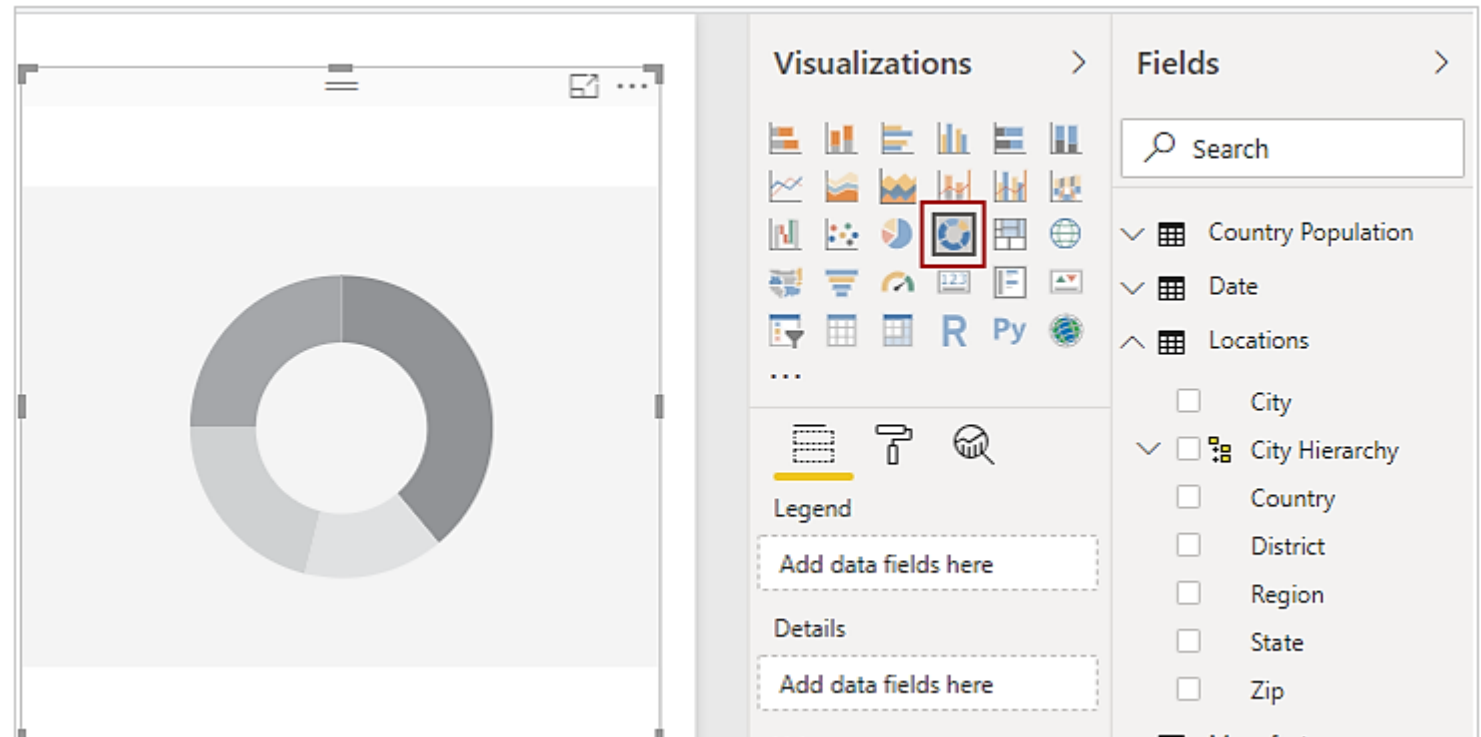 Visualizations
Fields
Search
123
R
Py
Country Population
Date
Locations
City
City Hierarchy
Country
District
Region
State
Zip
Legend
Add data fields here
Details
Add data fields here